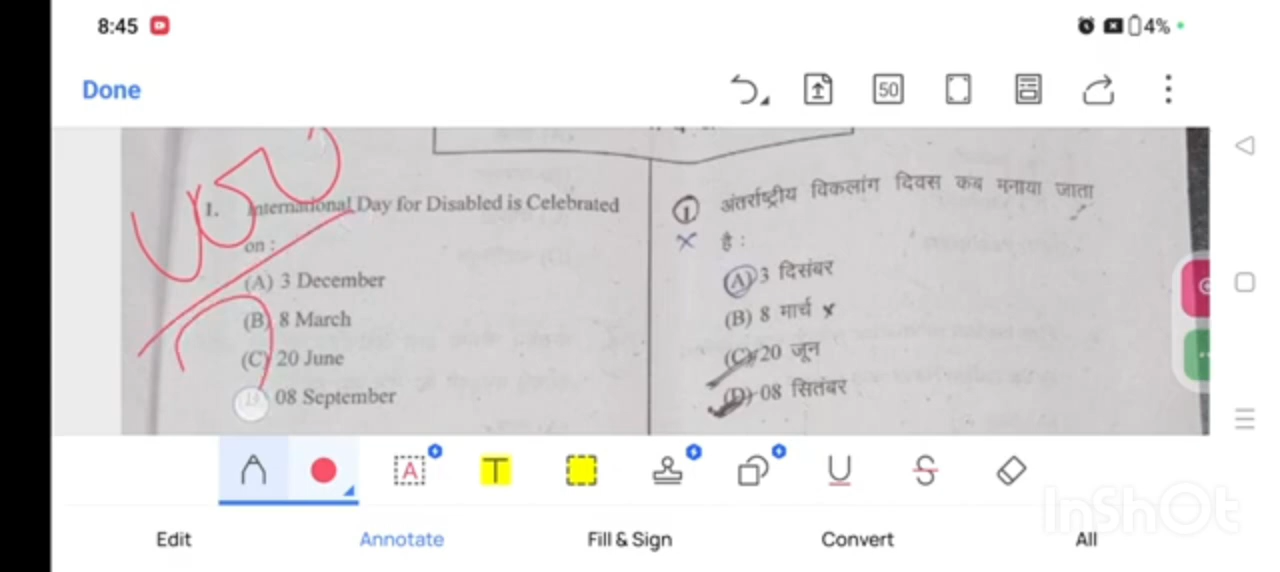 8:45
4%
Done
50
1. International Day for Disabled is Celebrated
on :
(A) 3 December
(B) 8 March
(C) 20 June
08 September
1 अंतर्राष्ट्रीय विकलांग दिवस कब मनाया जाता
है :
(A) 3 दिसंबर
(B) 8 मार्च
(C) 20 जून
(D) 08 सितंबर
A
T
U
S
Edit
Annotate
Fill & Sign
Convert
All
InShOt